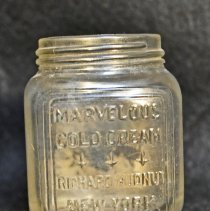 MARVELOUS
COLD CREAM
RICHARD HUDNUT
NEW YORK